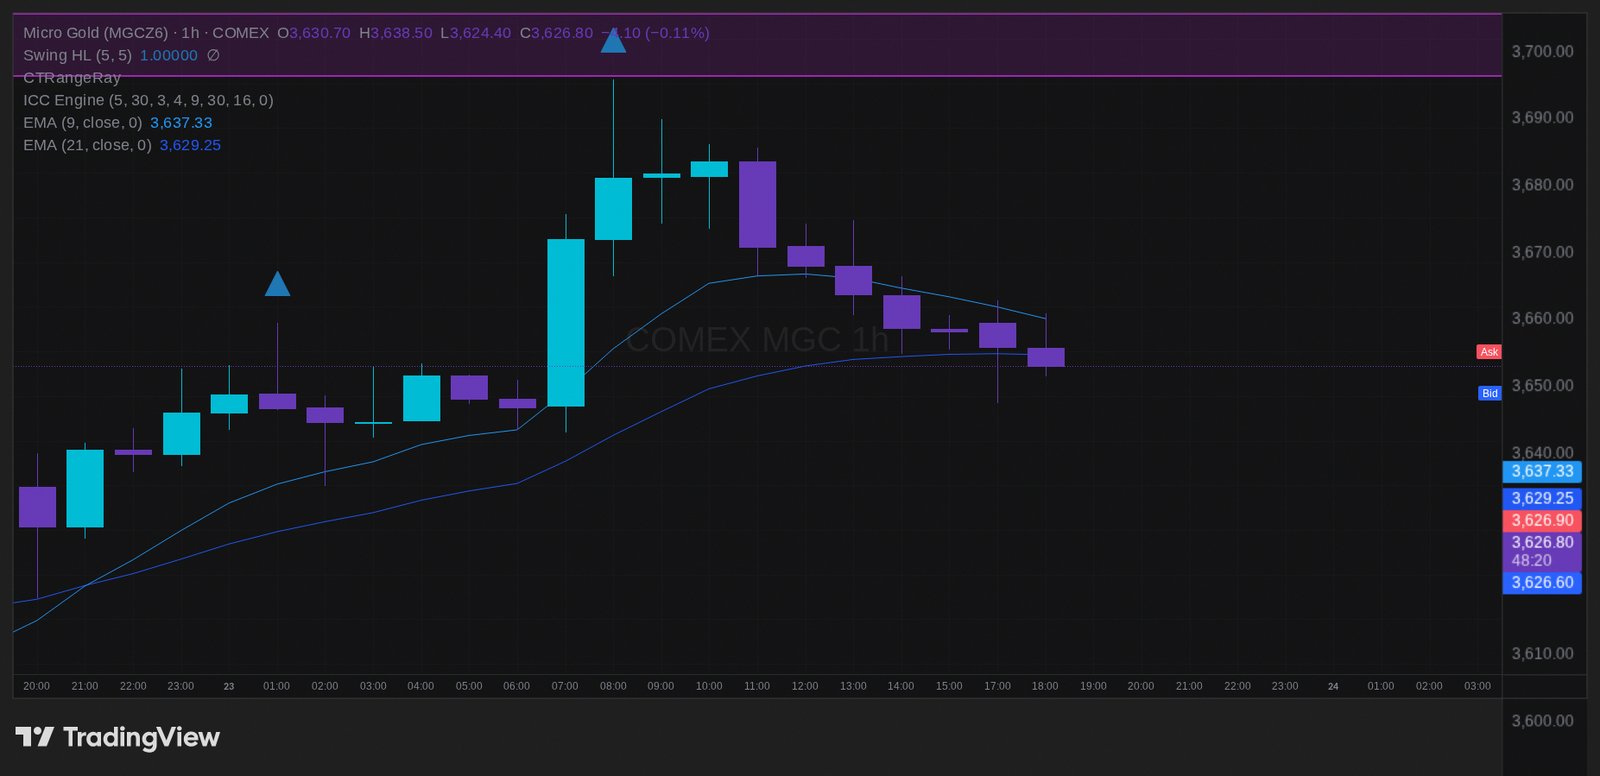 Micro Gold (MGCZ6) · 1h · COMEX O3,630.70 H3,638.50 L3,624.40 C3,626.80 (−0.11%)
Swing HL (5, 5) 1.00000 ∅
CTRangeRay
ICC Engine (5, 30, 3, 4, 9, 30, 16, 0)
EMA (9, close, 0) 3,637.33
EMA (21, close, 0) 3,629.25
COMEX MGC 1h
3,700.00
3,690.00
3,680.00
3,670.00
3,660.00
Ask
3,650.00
Bid
3,640.00
3,637.33
3,629.25
3,626.90
3,626.80
48:20
3,626.60
3,610.00
3,600.00
20:00 21:00 22:00 23:00 23 01:00 02:00 03:00 04:00 05:00 06:00 07:00 08:00 09:00 10:00 11:00 12:00 13:00 14:00 15:00 17:00 18:00 19:00 20:00 21:00 22:00 23:00 24 01:00 02:00 03:00
TradingView